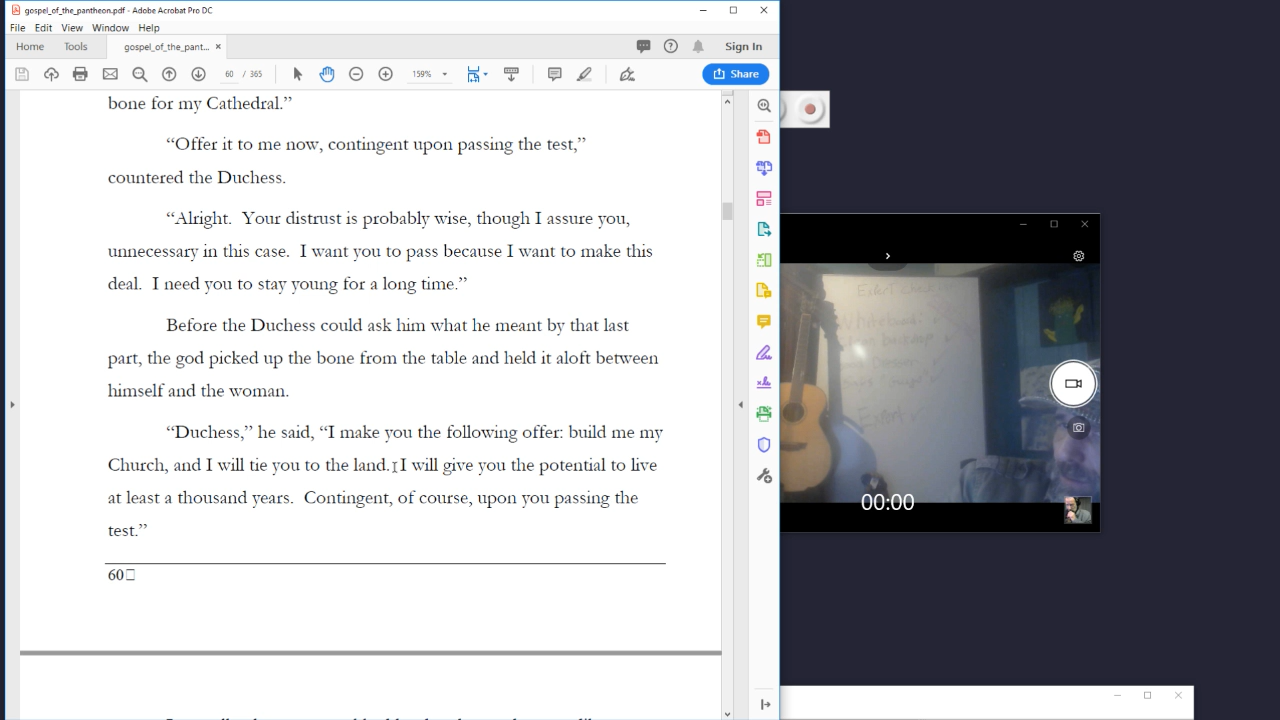 gospel_of_the_pantheon.pdf - Adobe Acrobat Pro DC
File Edit View Window Help
Home Tools gospel_of_the_pant... × Sign In
60 / 365 159% Share
bone for my Cathedral.”
“Offer it to me now, contingent upon passing the test,”
countered the Duchess.
“Alright. Your distrust is probably wise, though I assure you,
unnecessary in this case. I want you to pass because I want to make this
deal. I need you to stay young for a long time.”
Before the Duchess could ask him what he meant by that last
part, the god picked up the bone from the table and held it aloft between
himself and the woman.
“Duchess,” he said, “I make you the following offer: build me my
Church, and I will tie you to the land. I will give you the potential to live
at least a thousand years. Contingent, of course, upon you passing the
test.”
60
Expert
00:00